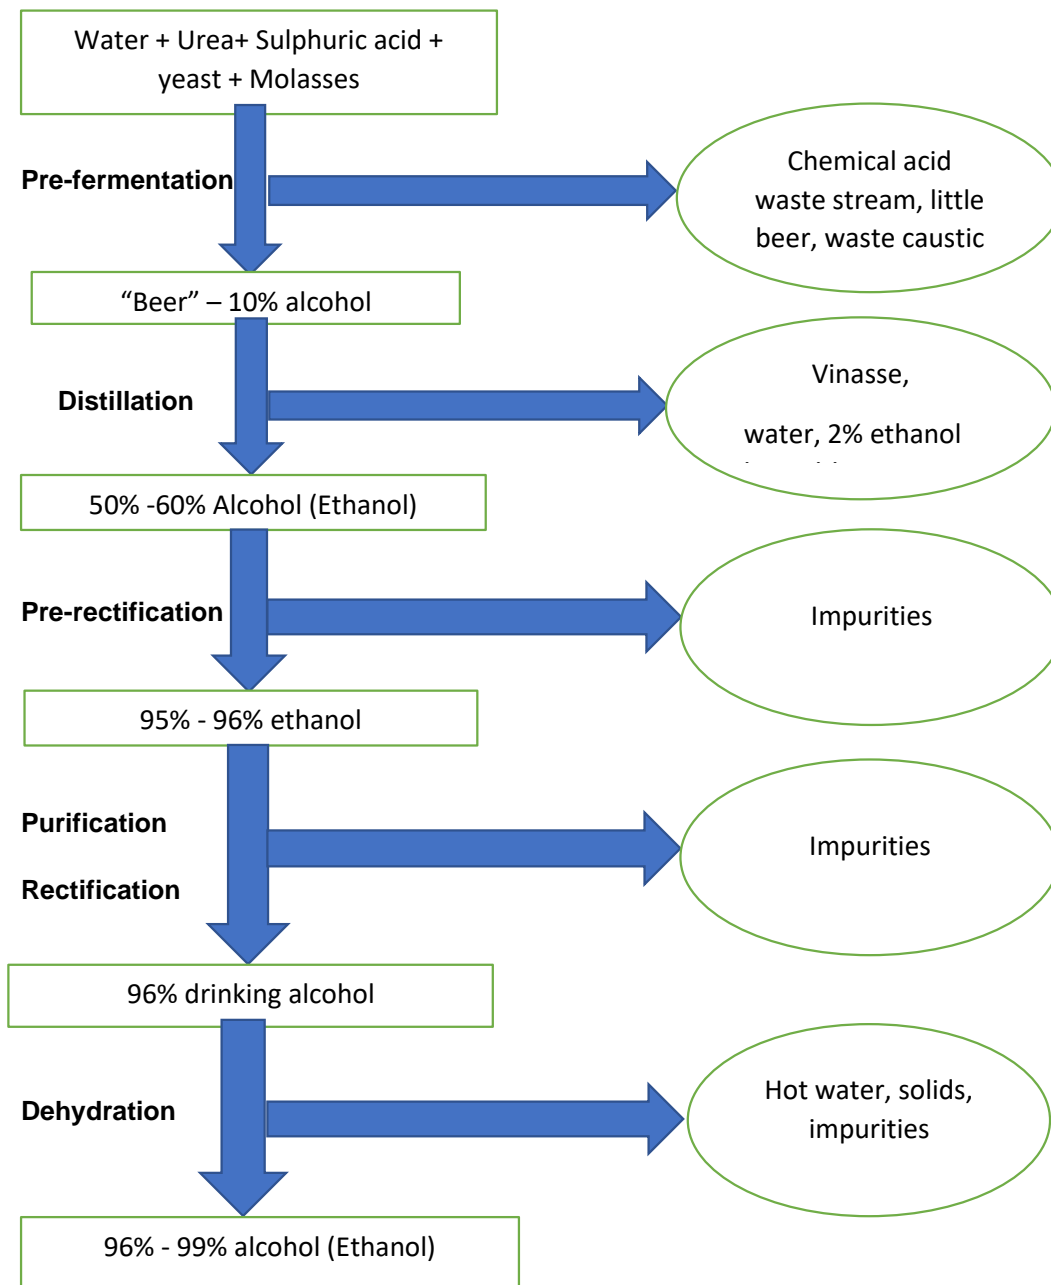 Water + Urea+ Sulphuric acid +
yeast + Molasses
Pre-fermentation
Chemical acid
waste stream, little
beer, waste caustic
“Beer” – 10% alcohol
Distillation
Vinasse,
water, 2% ethanol
50% -60% Alcohol (Ethanol)
Pre-rectification
Impurities
95% - 96% ethanol
Purification
Impurities
Rectification
96% drinking alcohol
Dehydration
Hot water, solids,
impurities
96% - 99% alcohol (Ethanol)